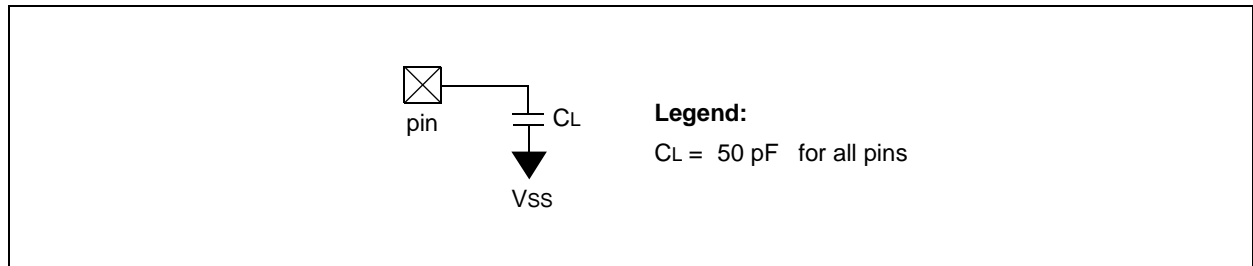 pin
CL
VSS
Legend:
CL = 50 pF for all pins